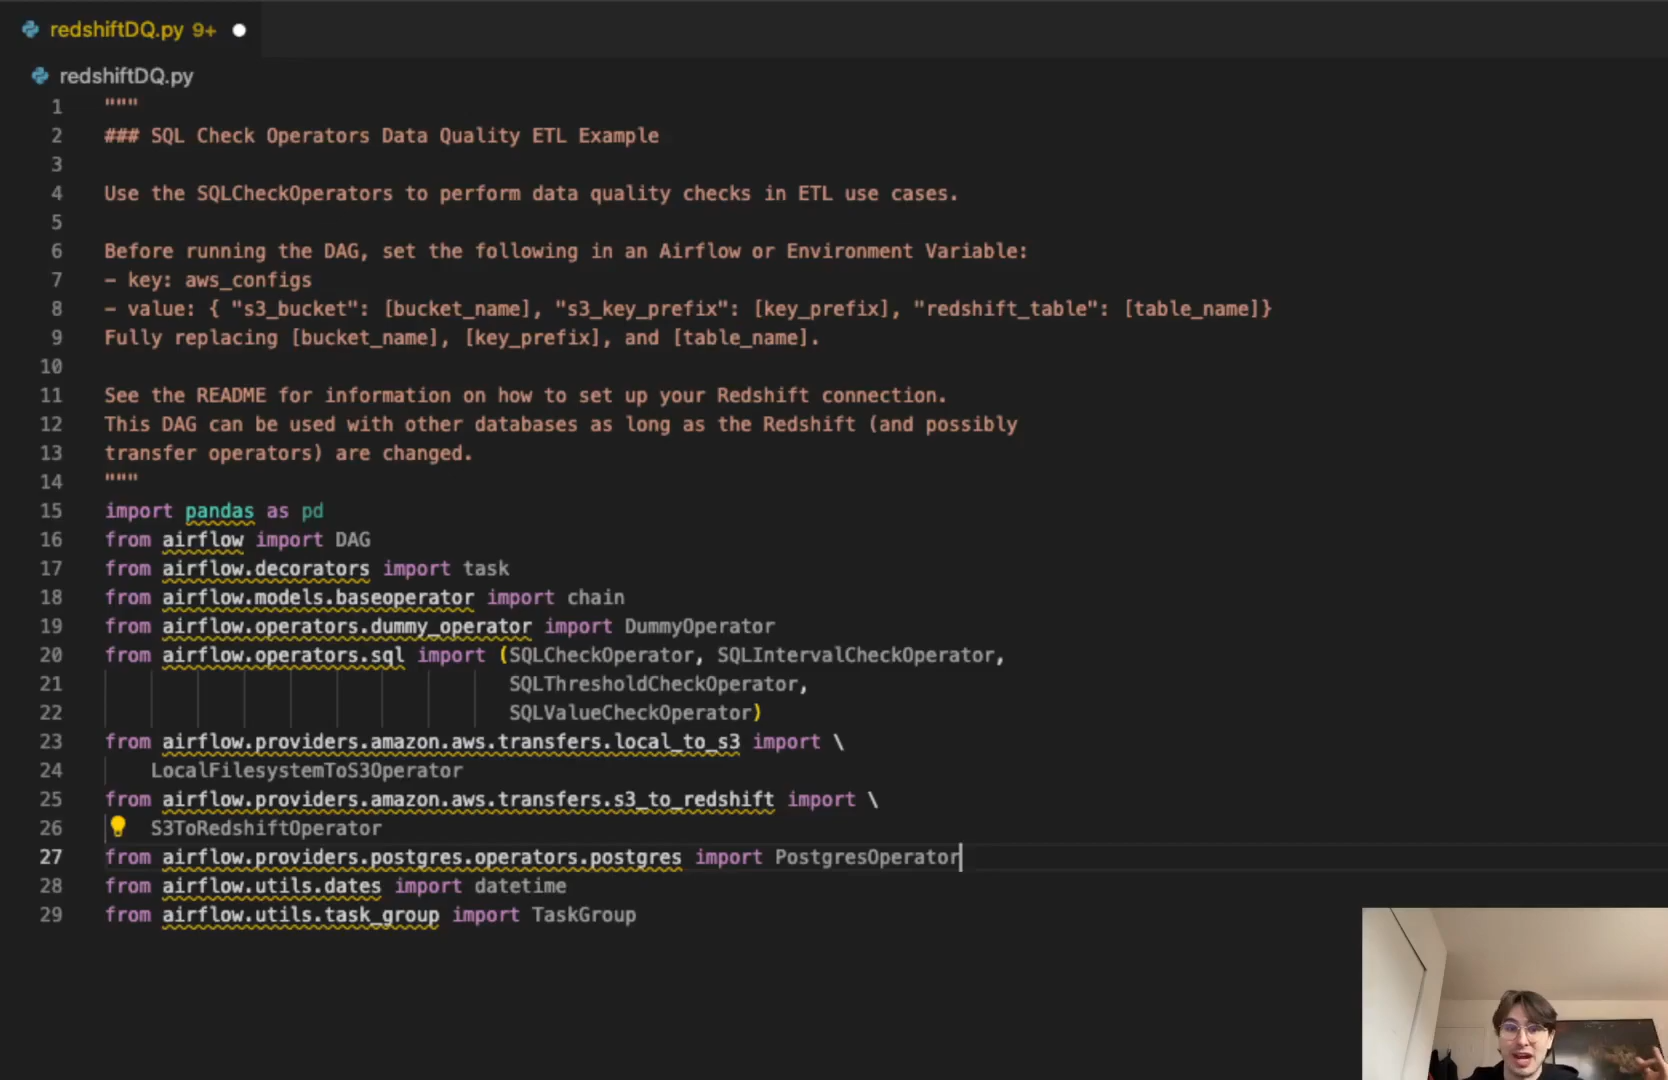 redshiftDQ.py 9+
redshiftDQ.py
1 """
2 ### SQL Check Operators Data Quality ETL Example
3
4 Use the SQLCheckOperators to perform data quality checks in ETL use cases.
5
6 Before running the DAG, set the following in an Airflow or Environment Variable:
7 - key: aws_configs
8 - value: { "s3_bucket": [bucket_name], "s3_key_prefix": [key_prefix], "redshift_table": [table_name]}
9 Fully replacing [bucket_name], [key_prefix], and [table_name].
10
11 See the README for information on how to set up your Redshift connection.
12 This DAG can be used with other databases as long as the Redshift (and possibly
13 transfer operators) are changed.
14 """
15 import pandas as pd
16 from airflow import DAG
17 from airflow.decorators import task
18 from airflow.models.baseoperator import chain
19 from airflow.operators.dummy_operator import DummyOperator
20 from airflow.operators.sql import (SQLCheckOperator, SQLIntervalCheckOperator,
21 SQLThresholdCheckOperator,
22 SQLValueCheckOperator)
23 from airflow.providers.amazon.aws.transfers.local_to_s3 import \
24 LocalFilesystemToS3Operator
25 from airflow.providers.amazon.aws.transfers.s3_to_redshift import \
26 S3ToRedshiftOperator
27 from airflow.providers.postgres.operators.postgres import PostgresOperator
28 from airflow.utils.dates import datetime
29 from airflow.utils.task_group import TaskGroup